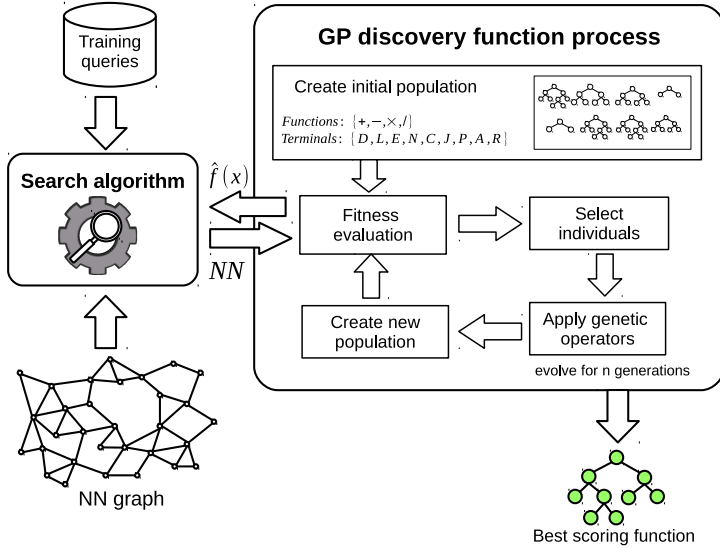 Training
queries
GP discovery function process
Create initial population
Functions: {+,−,×,/}
Terminals: {D,L,E,N,C,J,P,A,R}
Search algorithm
f̂(x)
NN
Fitness
evaluation
Select
individuals
Create new
population
Apply genetic
operators
evolve for n generations
NN graph
Best scoring function